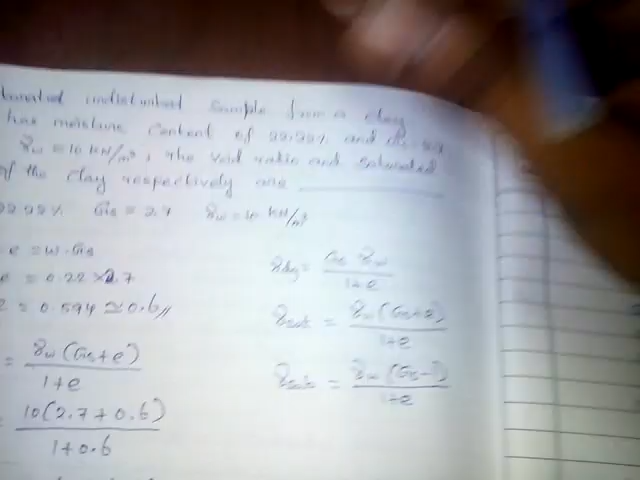 undisturbed sample from a clay
has moisture content of 22.22% and
γw = 10 kN/m³, the void ratio and saturated
of the clay respectively are
22.22% Gs = 2.7 γw = 10 kN/m³
e = w.Gs
e = 0.22 × 2.7
= 0.594 ≃ 0.6//
= γw (Gs+e) / 1+e
= 10(2.7+0.6) / 1+0.6
γdry = Gs γw / 1+e
γsat = γw (Gs+e) / 1+e
γsub = γw (Gs-1) / 1+e